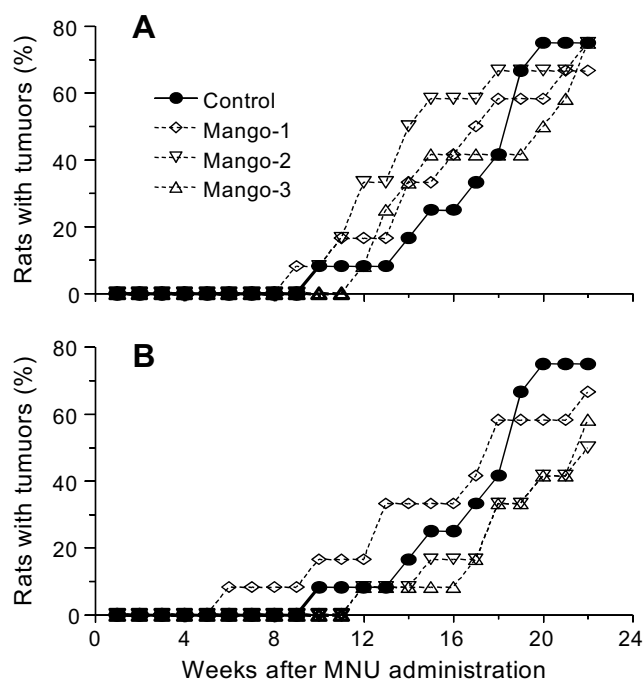 A
80
60
40
20
0
Rats with tumuors (%)
Control
Mango-1
Mango-2
Mango-3
B
80
60
40
20
0
Rats with tumuors (%)
0 4 8 12 16 20 24
Weeks after MNU administration